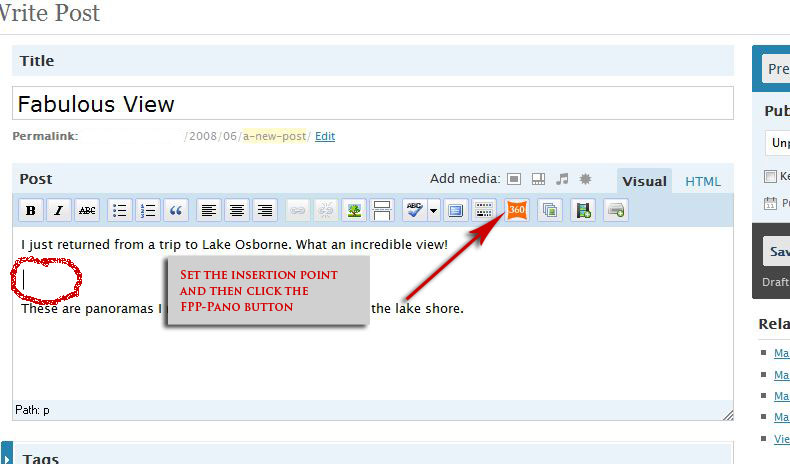 Write Post
Title
Fabulous View
Permalink: /2008/06/a-new-post/ Edit
Post
Add media:
Visual
HTML
B I ABC
ABC
360
I just returned from a trip to Lake Osborne. What an incredible view!
Set the insertion point
and then click the
FPP-Pano button
These are panoramas I
the lake shore.
Path: p
Tags
Pre
Pub
Unp
Ke
Pu
Sav
Draft
Rela
Ma
Ma
Ma
Ma
Vie